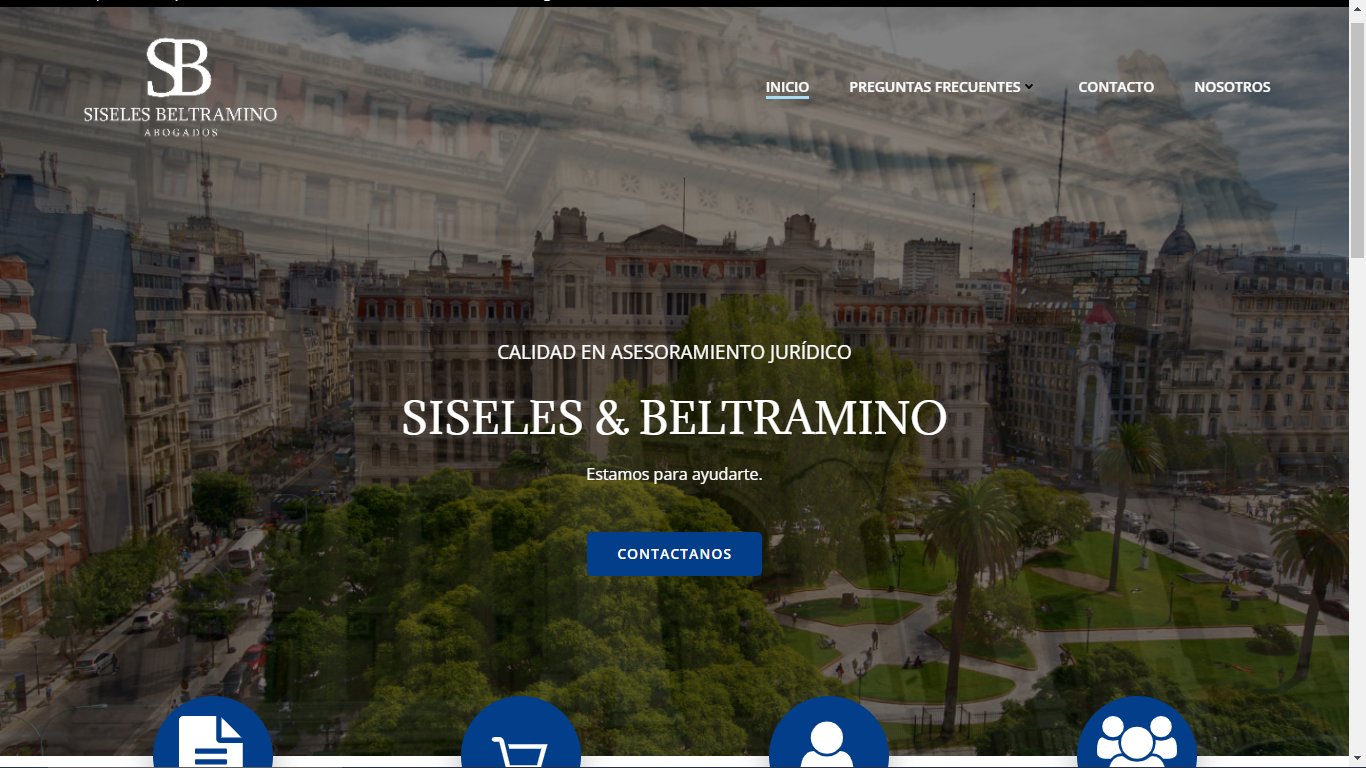 SB
SISELES BELTRAMINO
ABOGADOS
INICIO
PREGUNTAS FRECUENTES
CONTACTO
NOSOTROS
CALIDAD EN ASESORAMIENTO JURÍDICO
SISELES & BELTRAMINO
Estamos para ayudarte.
CONTACTANOS